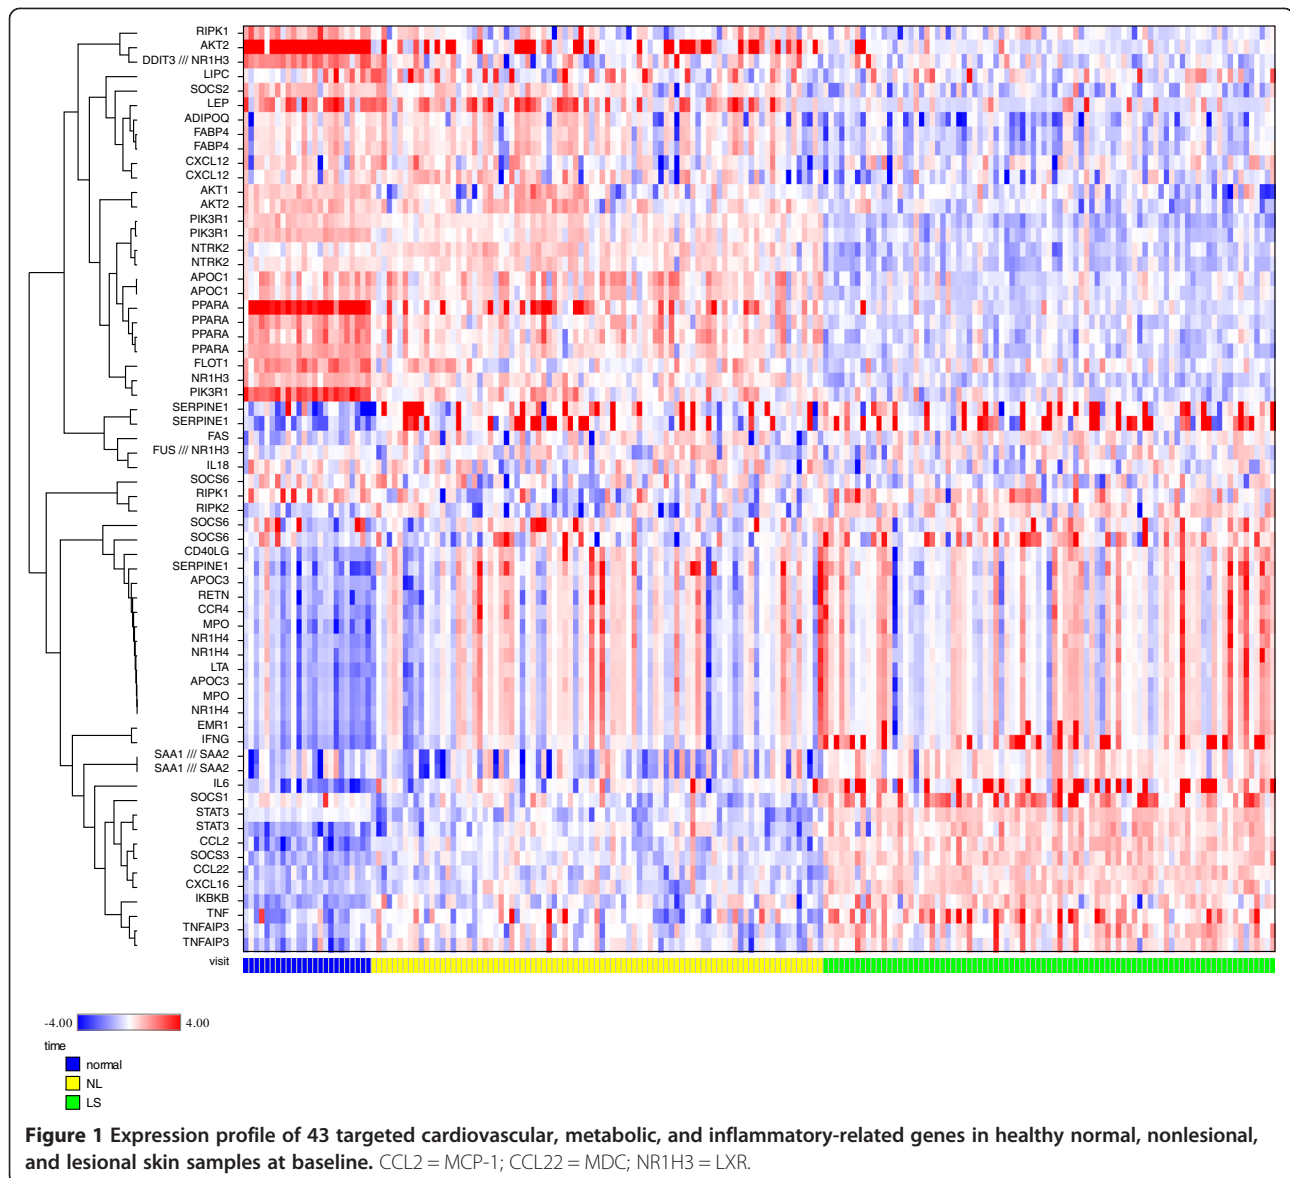 RIPK1
AKT2
DDIT3 /// NR1H3
LIPC
SOCS2
LEP
ADIPOQ
FABP4
FABP4
CXCL12
CXCL12
AKT1
AKT2
PIK3R1
PIK3R1
NTRK2
NTRK2
APOC1
APOC1
PPARA
PPARA
PPARA
PPARA
FLOT1
NR1H3
PIK3R1
SERPINE1
SERPINE1
FAS
FUS /// NR1H3
IL18
SOCS6
RIPK1
RIPK2
SOCS6
SOCS6
CD40LG
SERPINE1
APOC3
RETN
CCR4
MPO
NR1H4
NR1H4
LTA
APOC3
MPO
NR1H4
EMR1
IFNG
SAA1 /// SAA2
SAA1 /// SAA2
IL6
SOCS1
STAT3
STAT3
CCL2
SOCS3
CCL22
CXCL16
IKBKB
TNF
TNFAIP3
TNFAIP3
visit
-4.00 4.00
time
normal
NL
LS
Figure 1 Expression profile of 43 targeted cardiovascular, metabolic, and inflammatory-related genes in healthy normal, nonlesional,
and lesional skin samples at baseline. CCL2 = MCP-1; CCL22 = MDC; NR1H3 = LXR.